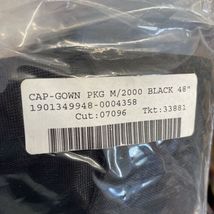 CAP-GOWN PKG M/2000 BLACK 48"
1901349948-0004358
Cut:07096 Tkt:33881